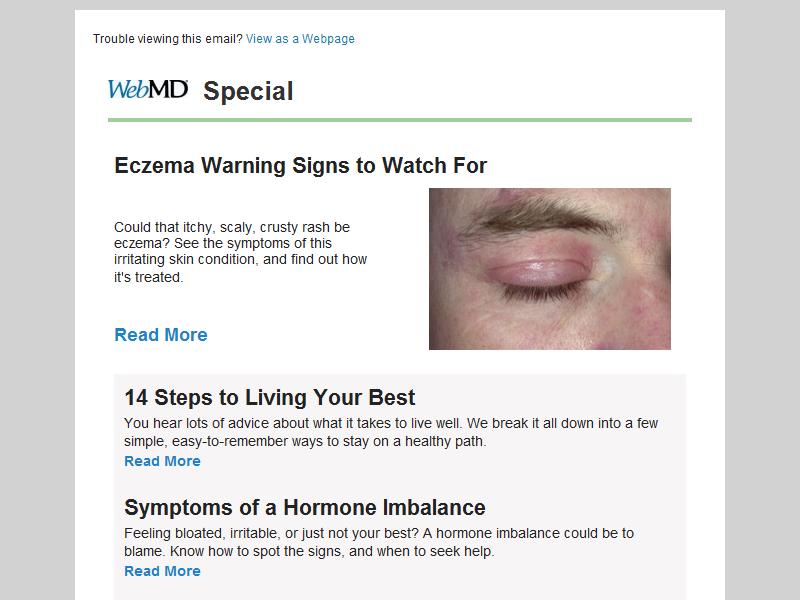 Trouble viewing this email? View as a Webpage
WebMD Special
Eczema Warning Signs to Watch For
Could that itchy, scaly, crusty rash be
eczema? See the symptoms of this
irritating skin condition, and find out how
it's treated.
Read More
14 Steps to Living Your Best
You hear lots of advice about what it takes to live well. We break it all down into a few
simple, easy-to-remember ways to stay on a healthy path.
Read More
Symptoms of a Hormone Imbalance
Feeling bloated, irritable, or just not your best? A hormone imbalance could be to
blame. Know how to spot the signs, and when to seek help.
Read More